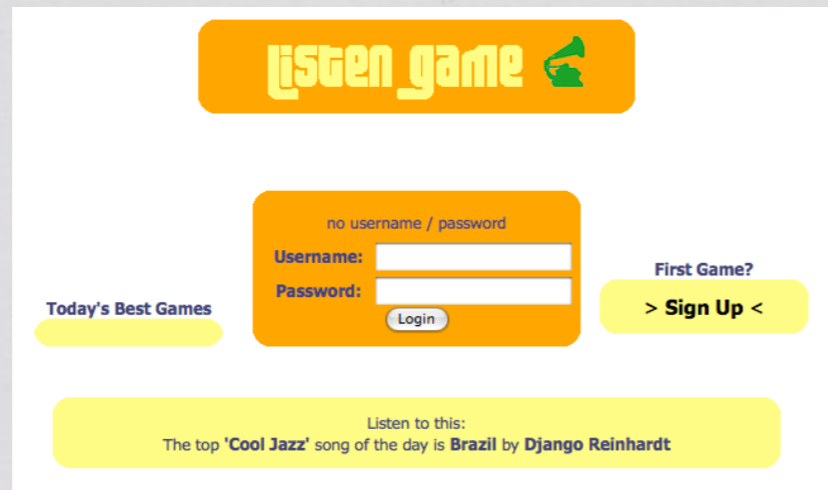 listen game
no username / password
Username:
Password:
Login
First Game?
> Sign Up <
Today's Best Games
Listen to this:
The top 'Cool Jazz' song of the day is Brazil by Django Reinhardt